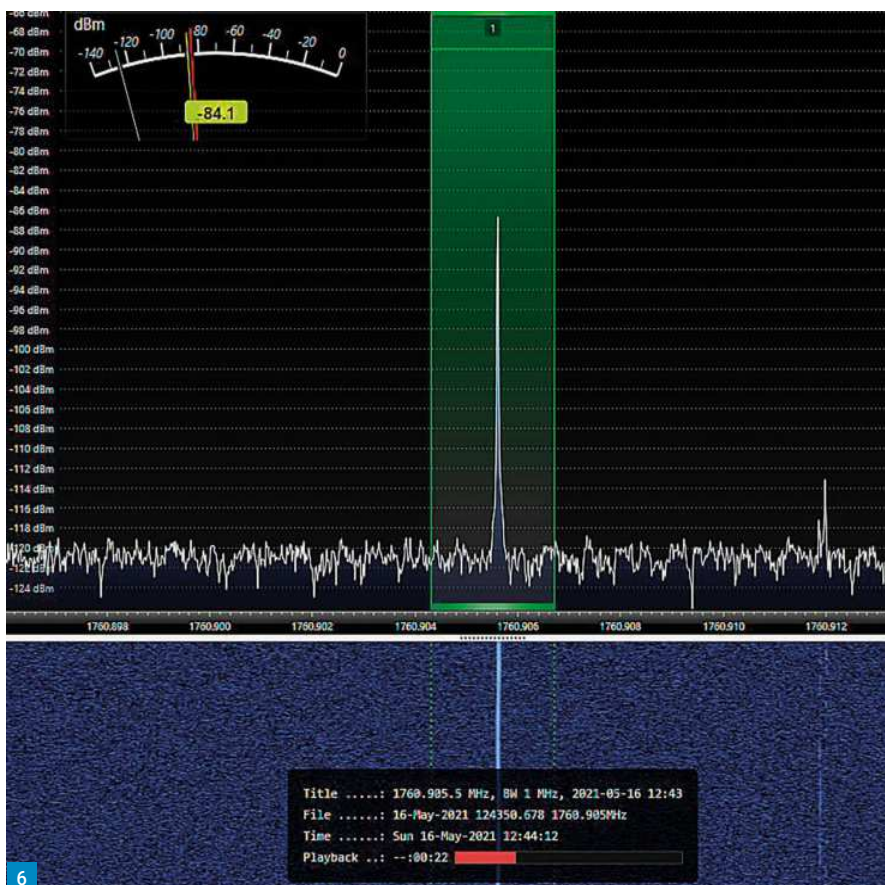 dBm
-140 -120 -100 80 -60 -40 -20 0
-84.1
1
-68 dBm
-70 dBm
-72 dBm
-74 dBm
-76 dBm
-78 dBm
-80 dBm
-82 dBm
-84 dBm
-86 dBm
-88 dBm
-90 dBm
-92 dBm
-94 dBm
-96 dBm
-98 dBm
-100 dBm
-102 dBm
-104 dBm
-106 dBm
-108 dBm
-110 dBm
-112 dBm
-114 dBm
-116 dBm
-118 dBm
-120 dBm
-124 dBm
1760.898 1760.900 1760.902 1760.904 1760.906 1760.908 1760.910 1760.912
Title .....: 1760.905.5 MHz, BW 1 MHz, 2021-05-16 12:43
File ......: 16-May-2021 124350.678 1760.905MHz
Time ......: Sun 16-May-2021 12:44:12
Playback ..: --:00:22
6